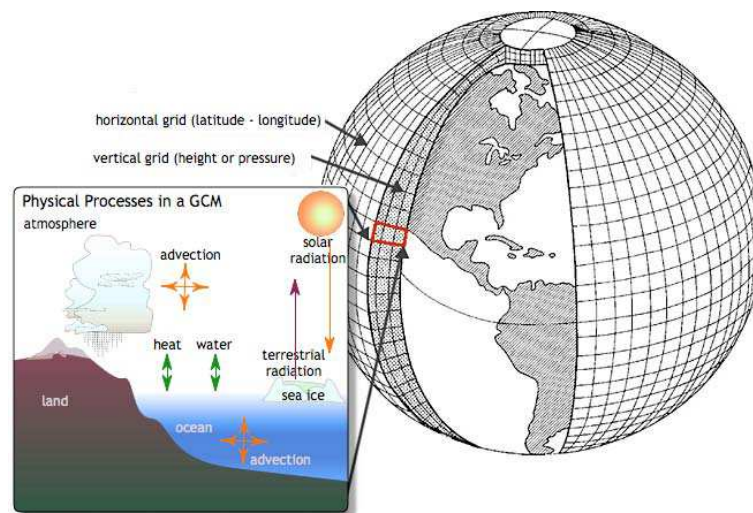 horizontal grid (latitude - longitude)
vertical grid (height or pressure)
Physical Processes in a GCM
atmosphere
solar
radiation
advection
heat
water
terrestrial
radiation
sea ice
land
ocean
advection